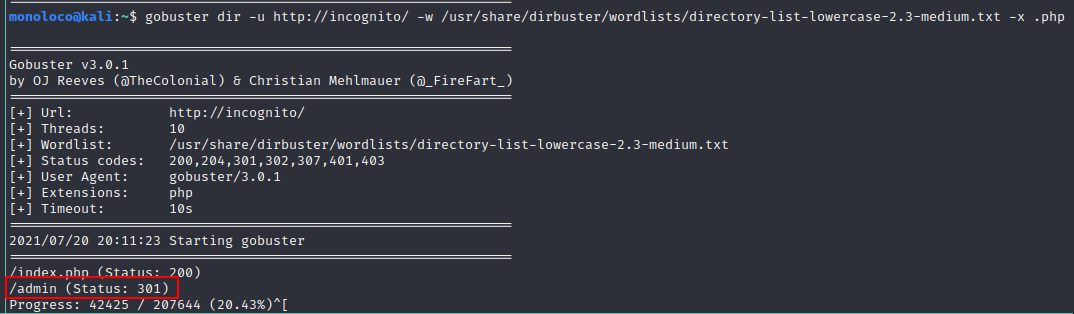 monoloco@kali:~$ gobuster dir -u http://incognito/ -w /usr/share/dirbuster/wordlists/directory-list-lowercase-2.3-medium.txt -x .php
===============================================================
Gobuster v3.0.1
by OJ Reeves (@TheColonial) & Christian Mehlmauer (@_FireFart_)
===============================================================
[+] Url:            http://incognito/
[+] Threads:        10
[+] Wordlist:       /usr/share/dirbuster/wordlists/directory-list-lowercase-2.3-medium.txt
[+] Status codes:   200,204,301,302,307,401,403
[+] User Agent:     gobuster/3.0.1
[+] Extensions:     php
[+] Timeout:        10s
===============================================================
2021/07/20 20:11:23 Starting gobuster
===============================================================
/index.php (Status: 200)
/admin (Status: 301)
Progress: 42425 / 207644 (20.43%)^[